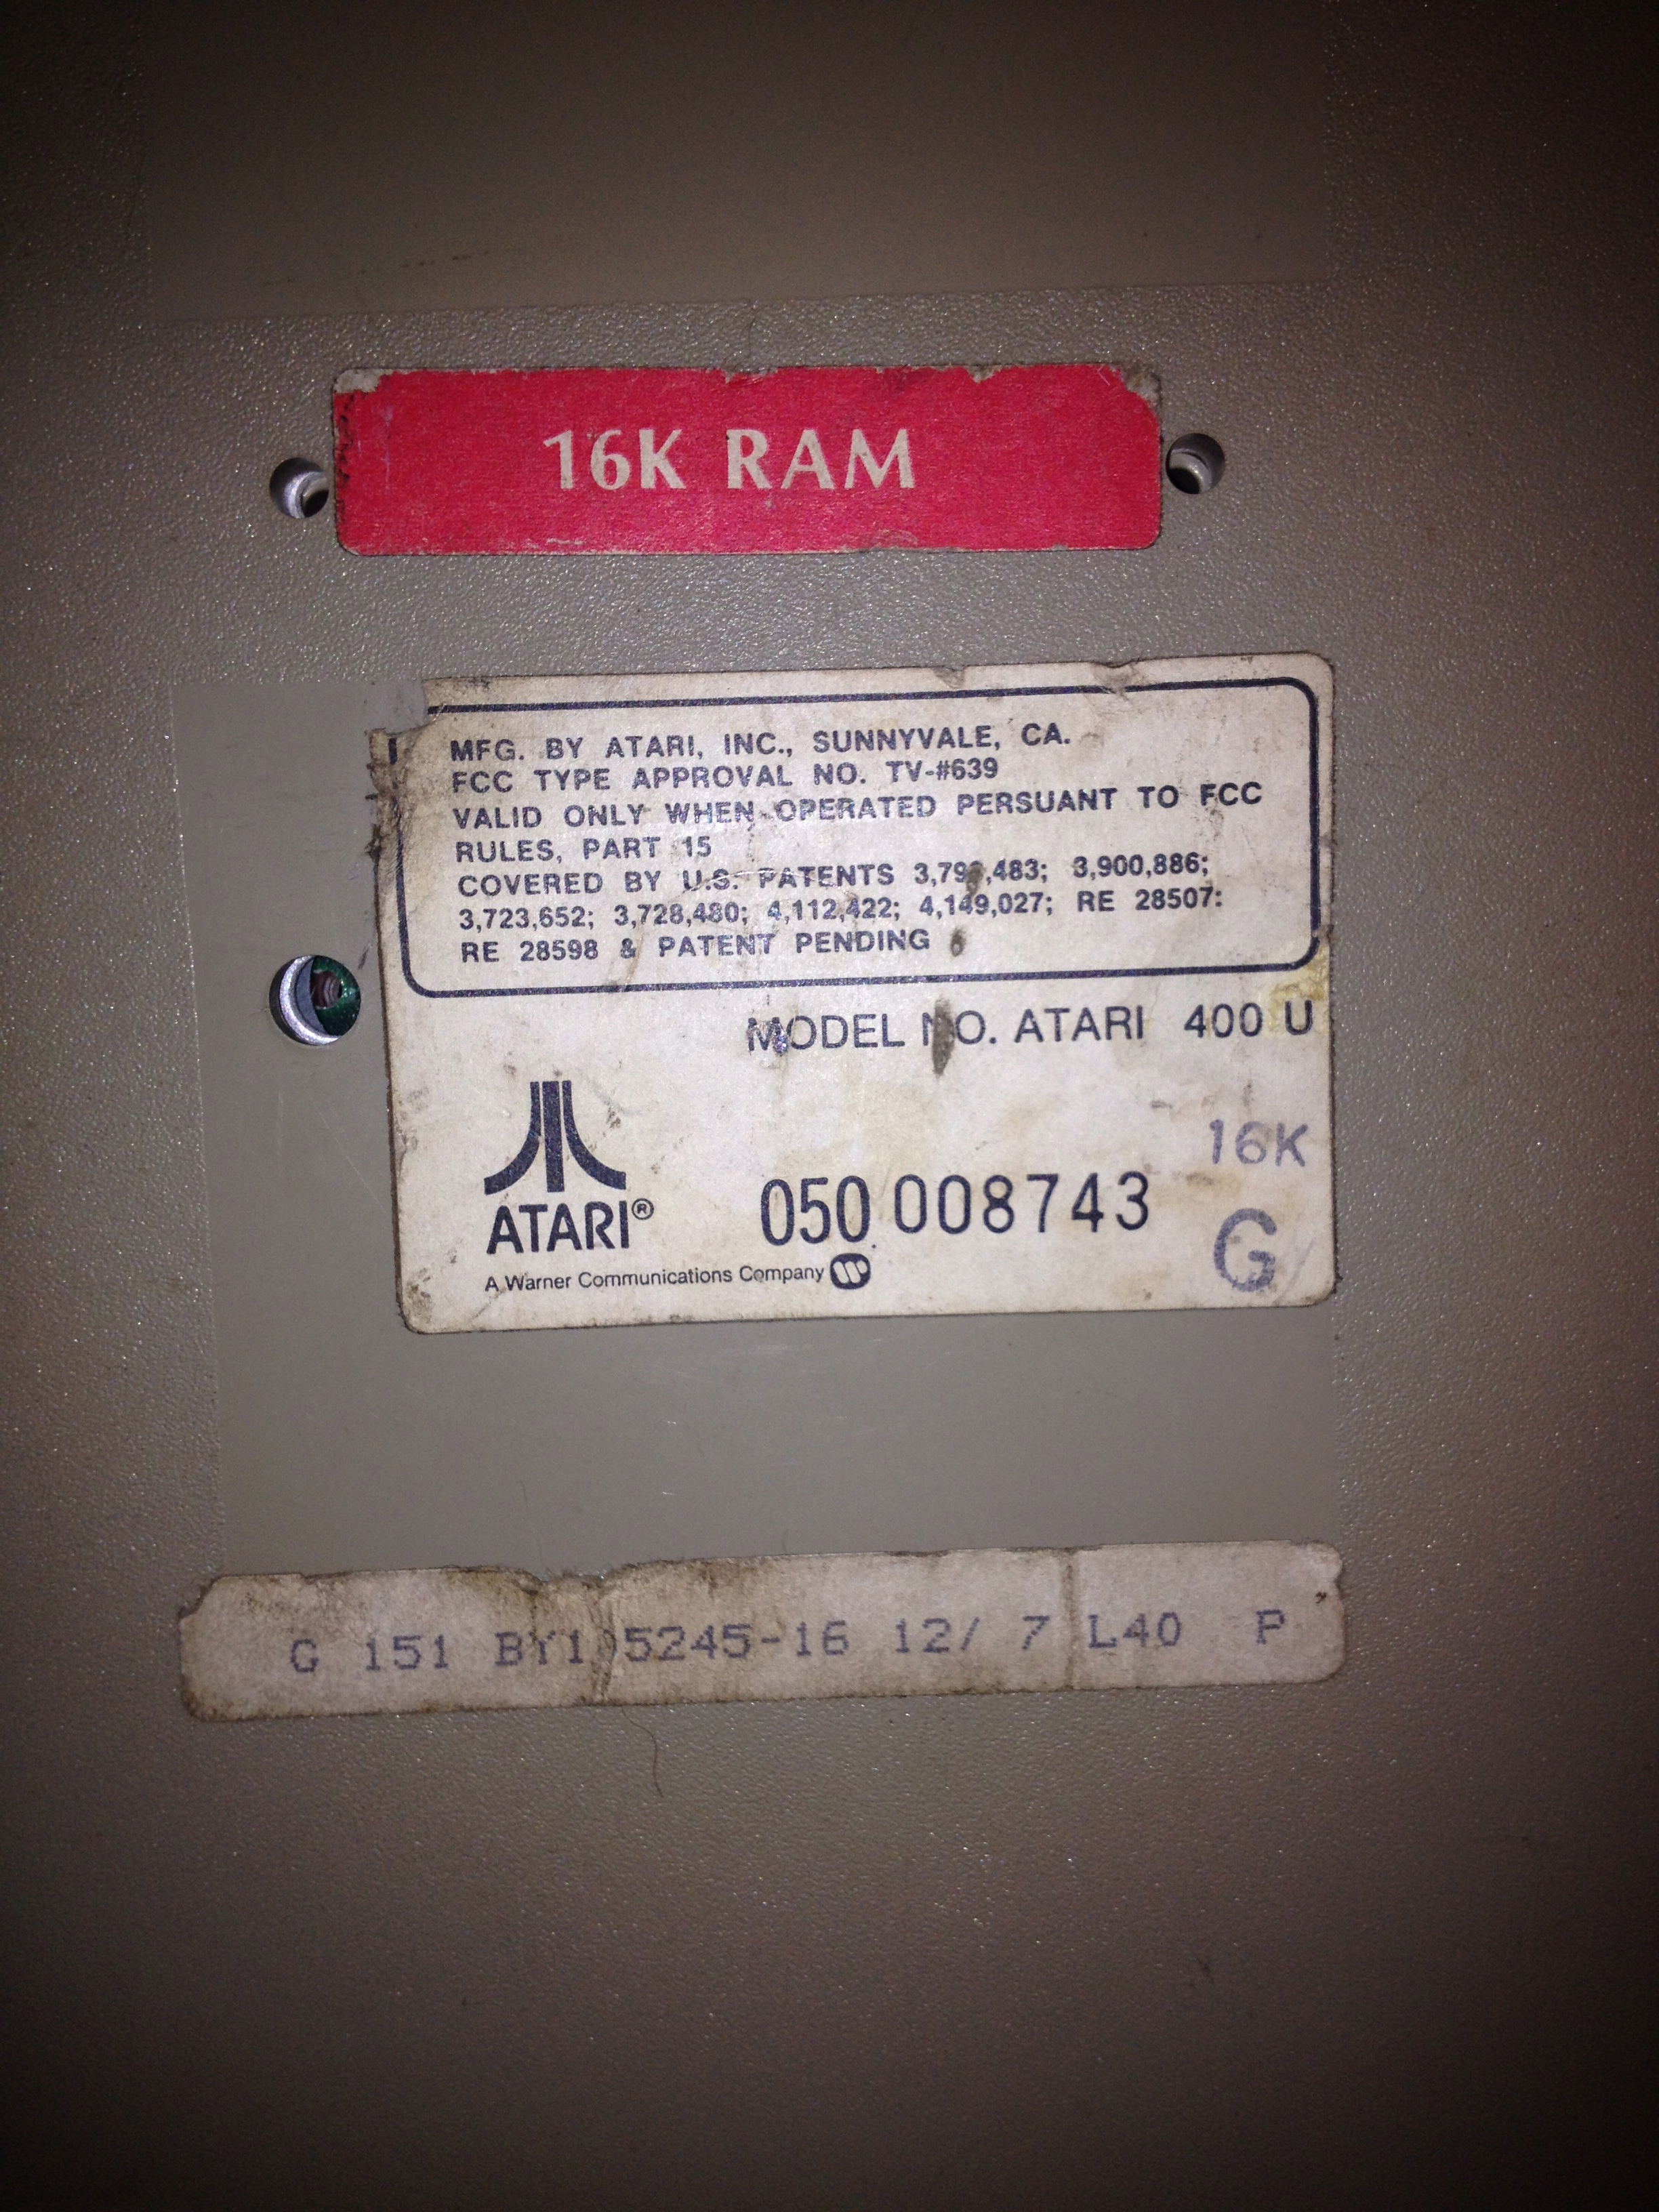 16K RAM
MFG. BY ATARI, INC., SUNNYVALE, CA.
FCC TYPE APPROVAL NO. TV-#639
VALID ONLY WHEN OPERATED PERSUANT TO FCC
RULES, PART 15
COVERED BY U.S. PATENTS 3,900,886;
3,723,652; 3,728,480; 4,112,422; 4,149,027; RE 28507:
RE 28598 & PATENT PENDING
MODEL NO. ATARI 400 U
16K
ATARI®
050 008743
G
A Warner Communications Company
G 151 12/ 7 L40 P